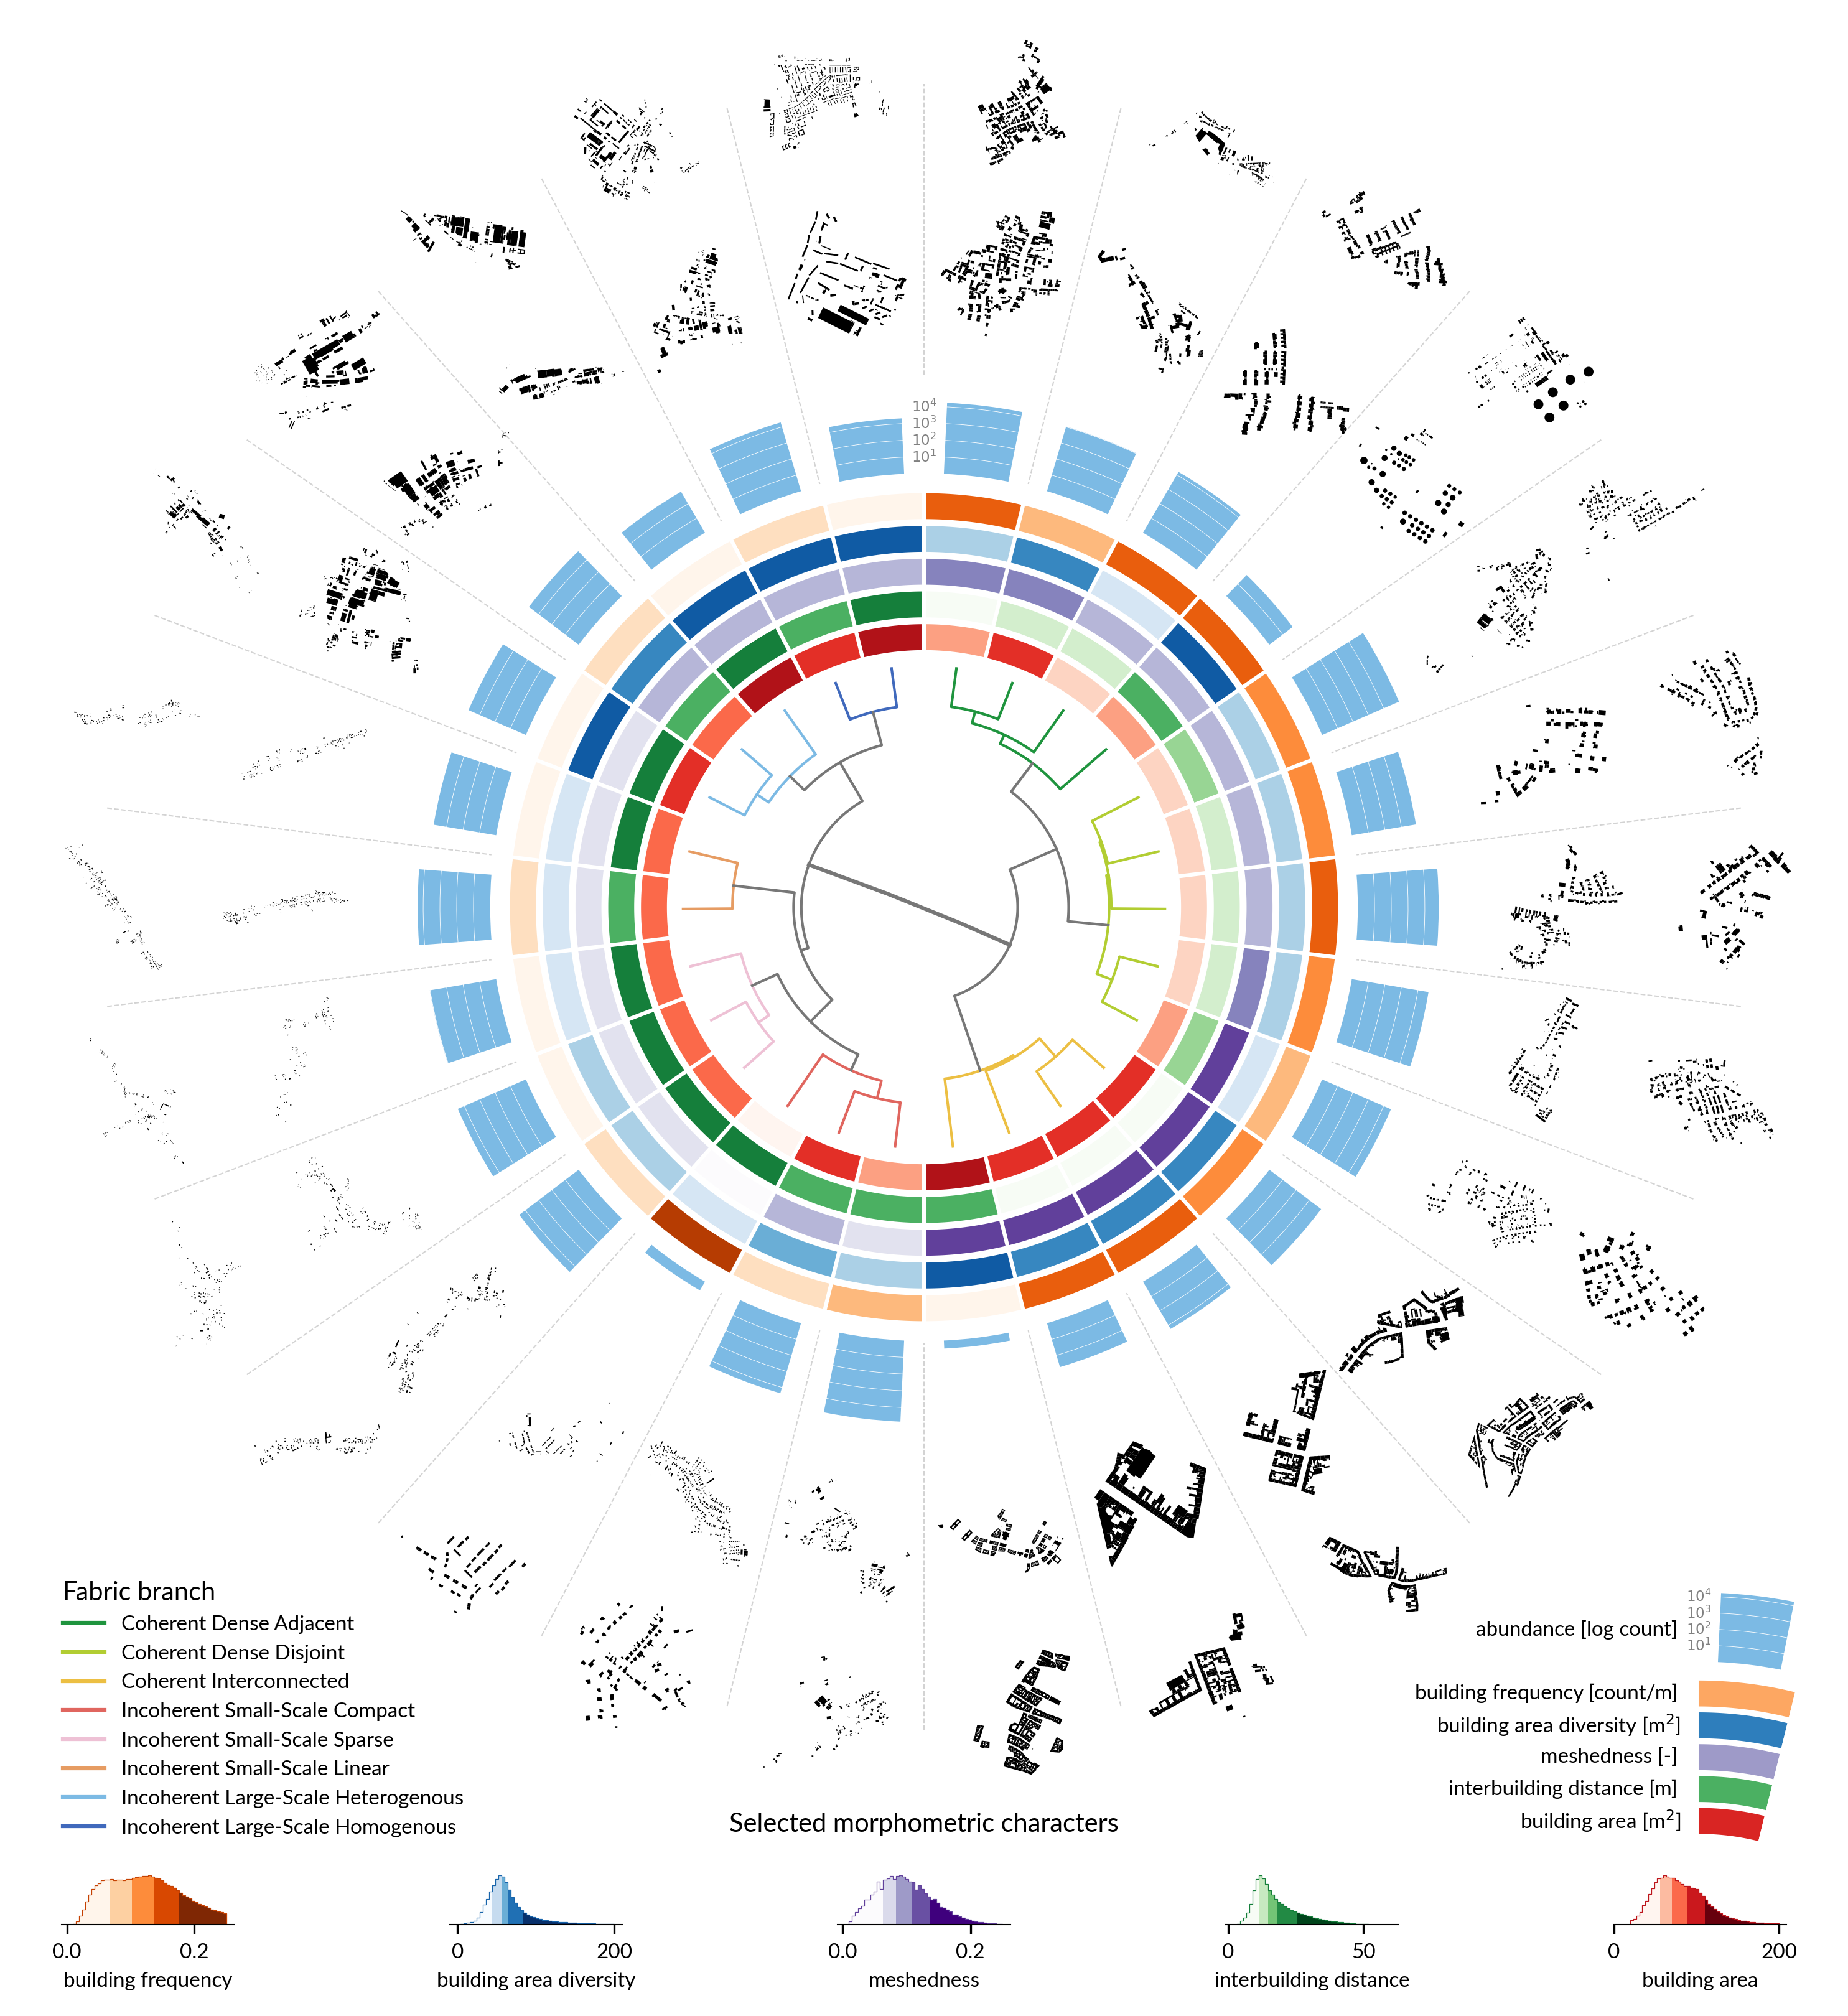 10⁴
10³
10²
10¹
Fabric branch
Coherent Dense Adjacent
Coherent Dense Disjoint
Coherent Interconnected
Incoherent Small-Scale Compact
Incoherent Small-Scale Sparse
Incoherent Small-Scale Linear
Incoherent Large-Scale Heterogenous
Incoherent Large-Scale Homogenous
10⁴
10³
10²
10¹
abundance [log count]
building frequency [count/m]
building area diversity [m²]
meshedness [-]
interbuilding distance [m]
building area [m²]
Selected morphometric characters
0.0 0.2
building frequency
0 200
building area diversity
0.0 0.2
meshedness
0 50
interbuilding distance
0 200
building area